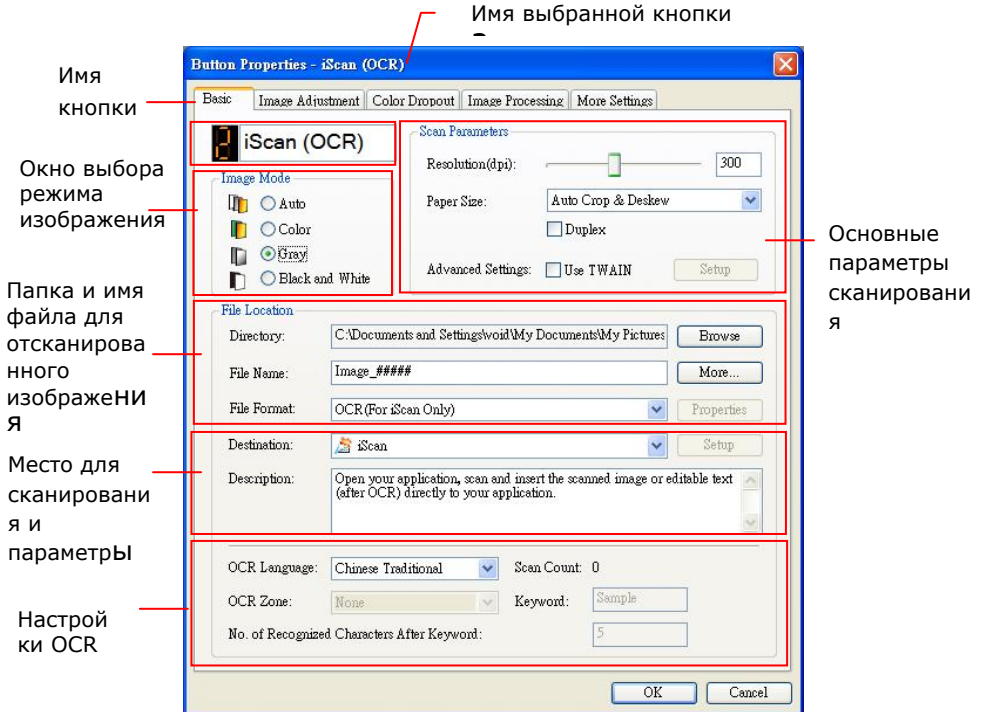 Имя выбранной кнопки
Имя
кнопки
Окно выбора
режима
изображения
Папка и имя
файла для
отсканирова
нного
изображени
я
Место для
сканировани
я и
параметры
Настрой
ки OCR
Button Properties - iScan (OCR)
Basic Image Adjustment Color Dropout Image Processing More Settings
2 iScan (OCR)
Image Mode
Auto
Color
Gray
Black and White
Scan Parameters
Resolution(dpi): 300
Paper Size: Auto Crop & Deskew
Duplex
Advanced Settings: Use TWAIN Setup
File Location
Directory: C:\Documents and Settings\void\My Documents\My Pictures Browse
File Name: Image_##### More...
File Format: OCR(For iScan Only) Properties
Destination: iScan Setup
Description: Open your application, scan and insert the scanned image or editable text
(after OCR) directly to your application.
OCR Language: Chinese Traditional Scan Count: 0
OCR Zone: None Keyword: Sample
No. of Recognized Characters After Keyword: 5
OK Cancel
Основные
параметры
сканировани
я